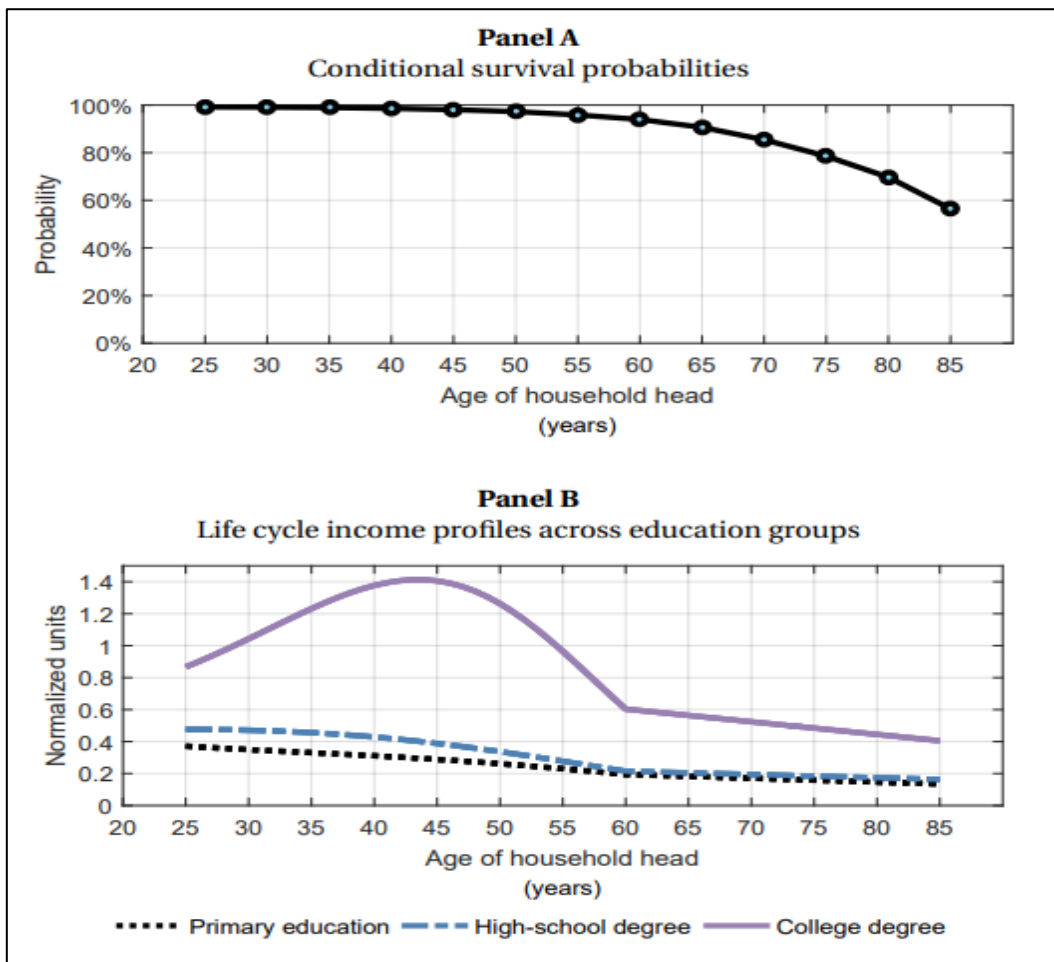 Panel A
Conditional survival probabilities
100%
80%
60%
40%
20%
0%
Probability
20 25 30 35 40 45 50 55 60 65 70 75 80 85
Age of household head
(years)
Panel B
Life cycle income profiles across education groups
1.4
1.2
1
0.8
0.6
0.4
0.2
0
Normalized units
20 25 30 35 40 45 50 55 60 65 70 75 80 85
Age of household head
(years)
Primary education High-school degree College degree